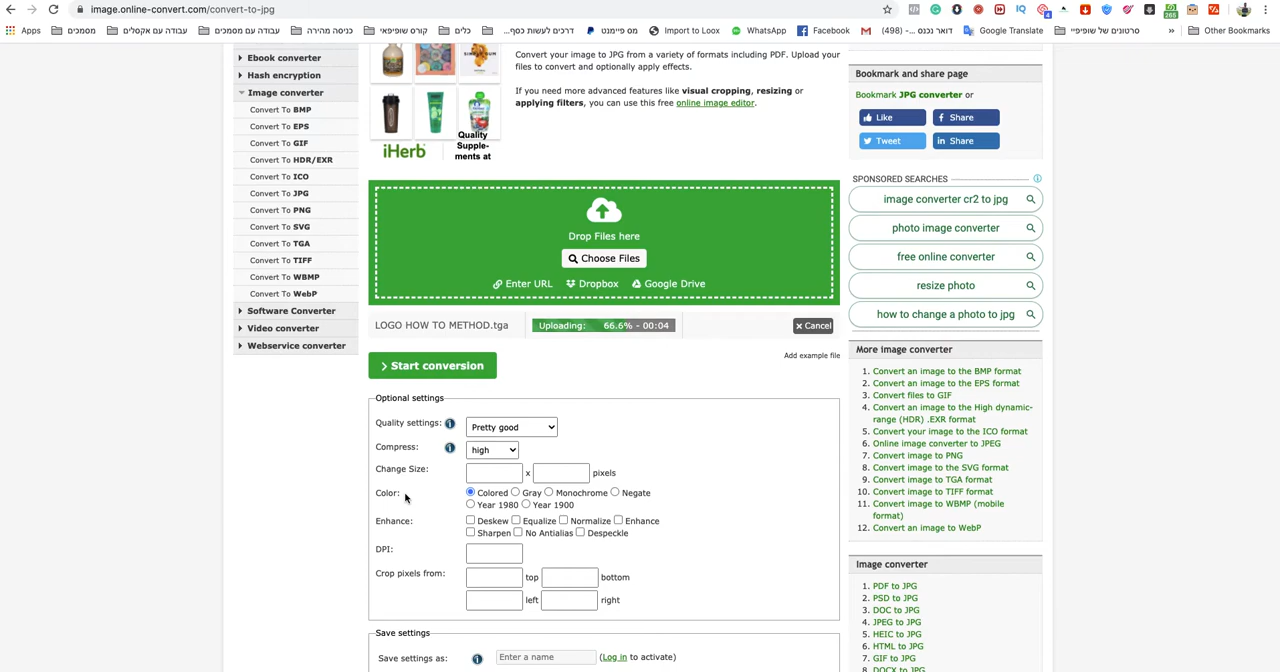 image.online-convert.com/convert-to-jpg
Apps
מסמכים
עבודה עם אקסלים
עבודה עם מסמכים
כניסה מהירה
קורס שופיפאי
כלים
דרכים לעשות כסף...
מס פיימנט
Import to Loox
WhatsApp
Facebook
דואר נכנס - (498)
Google Translate
סרטונים של שופיפיי
»
Other Bookmarks
Ebook converter
Hash encryption
Image converter
Convert To BMP
Convert To EPS
Convert To GIF
Convert To HDR/EXR
Convert To ICO
Convert To JPG
Convert To PNG
Convert To SVG
Convert To TGA
Convert To TIFF
Convert To WBMP
Convert To WebP
Software Converter
Video converter
Webservice converter
Quality
Supple-
ments at
iHerb
Convert your image to JPG from a variety of formats including PDF. Upload your
files to convert and optionally apply effects.
If you need more advanced features like visual cropping, resizing or
applying filters, you can use this free online image editor.
Drop Files here
Choose Files
Enter URL
Dropbox
Google Drive
LOGO HOW TO METHOD.tga
Uploading: 66.6% - 00:04
Cancel
Add example file
Start conversion
Optional settings
Quality settings:
Pretty good
Compress:
high
Change Size:
x
pixels
Color:
Colored
Gray
Monochrome
Negate
Year 1980
Year 1900
Enhance:
Deskew
Equalize
Normalize
Enhance
Sharpen
No Antialias
Despeckle
DPI:
Crop pixels from:
top
bottom
left
right
Save settings
Save settings as:
Enter a name
(Log in to activate)
Bookmark and share page
Bookmark JPG converter or
Like
Share
Tweet
in Share
SPONSORED SEARCHES
image converter cr2 to jpg
photo image converter
free online converter
resize photo
how to change a photo to jpg
More image converter
1. Convert an image to the BMP format
2. Convert an image to the EPS format
3. Convert files to GIF
4. Convert an image to the High dynamic-
range (HDR) .EXR format
5. Convert your image to the ICO format
6. Online image converter to JPEG
7. Convert image to PNG
8. Convert image to the SVG format
9. Convert image to TGA format
10. Convert image to TIFF format
11. Convert image to WBMP (mobile
format)
12. Convert an image to WebP
Image converter
1. PDF to JPG
2. PSD to JPG
3. DOC to JPG
4. JPEG to JPG
5. HEIC to JPG
6. HTML to JPG
7. GIF to JPG
8. DOCX to JPG